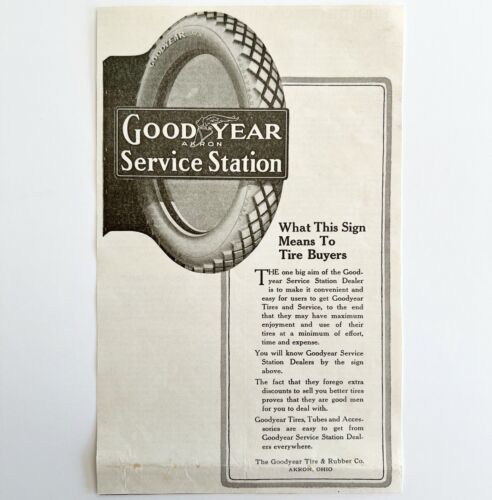 GOODYEAR
GOOD YEAR
AKRON
Service Station
What This Sign
Means To
Tire Buyers
THE one big aim of the Good-
year Service Station Dealer
is to make it convenient and
easy for users to get Goodyear
Tires and Service, to the end
that they may have maximum
enjoyment and use of their
tires at a minimum of effort,
time and expense.
You will know Goodyear Service
Station Dealers by the sign
above.
The fact that they forego extra
discounts to sell you better tires
proves that they are good men
for you to deal with.
Goodyear Tires, Tubes and Acces-
sories are easy to get from
Goodyear Service Station Deal-
ers everywhere.
The Goodyear Tire & Rubber Co.
AKRON, OHIO